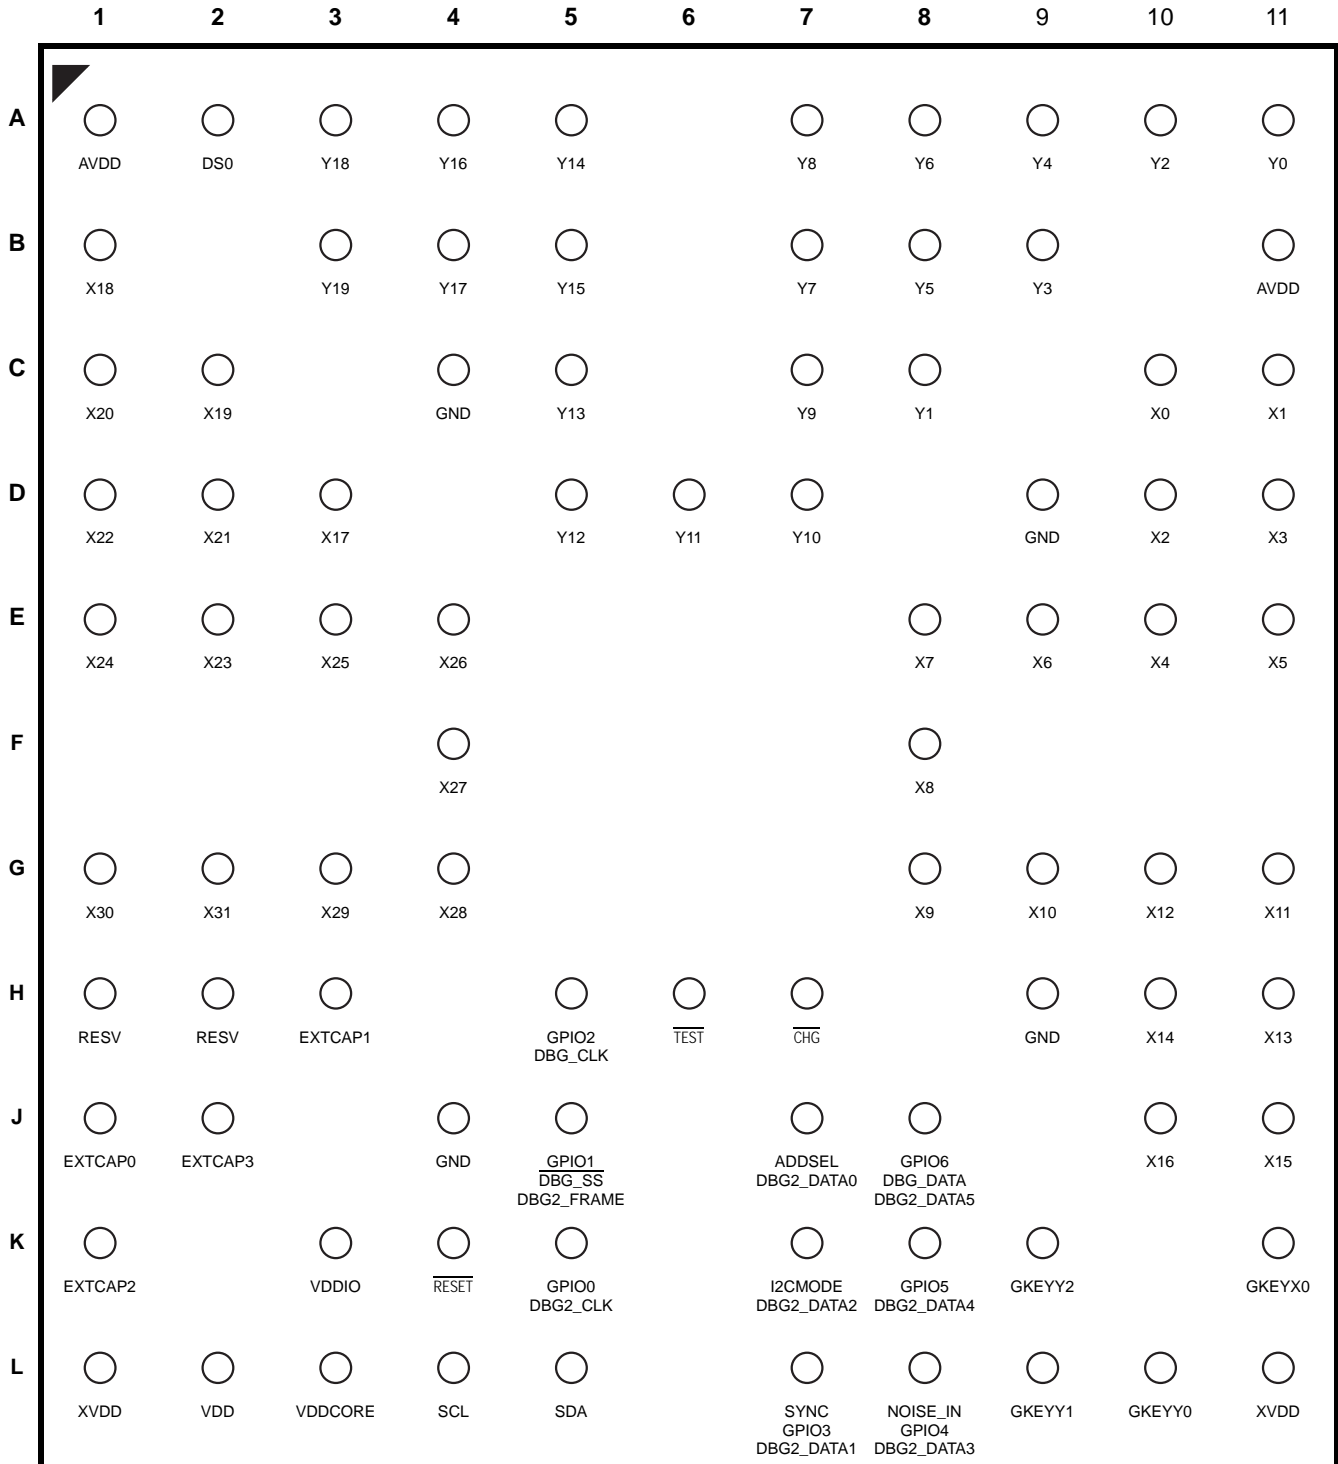 1 2 3 4 5 6 7 8 9 10 11
A
AVDD DS0 Y18 Y16 Y14 Y8 Y6 Y4 Y2 Y0
B
X18 Y19 Y17 Y15 Y7 Y5 Y3 AVDD
C
X20 X19 GND Y13 Y9 Y1 X0 X1
D
X22 X21 X17 Y12 Y11 Y10 GND X2 X3
E
X24 X23 X25 X26 X7 X6 X4 X5
F
X27 X8
G
X30 X31 X29 X28 X9 X10 X12 X11
H
RESV RESV EXTCAP1 GPIO2 TEST CHG GND X14 X13
DBG_CLK
J
EXTCAP0 EXTCAP3 GND GPIO1 ADDSEL GPIO6 X16 X15
DBG_SS DBG2_DATA0 DBG_DATA
DBG2_FRAME DBG2_DATA5
K
EXTCAP2 VDDIO RESET GPIO0 I2CMODE GPIO5 GKEYY2 GKEYX0
DBG2_CLK DBG2_DATA2 DBG2_DATA4
L
XVDD VDD VDDCORE SCL SDA SYNC NOISE_IN GKEYY1 GKEYY0 XVDD
GPIO3 GPIO4
DBG2_DATA1 DBG2_DATA3